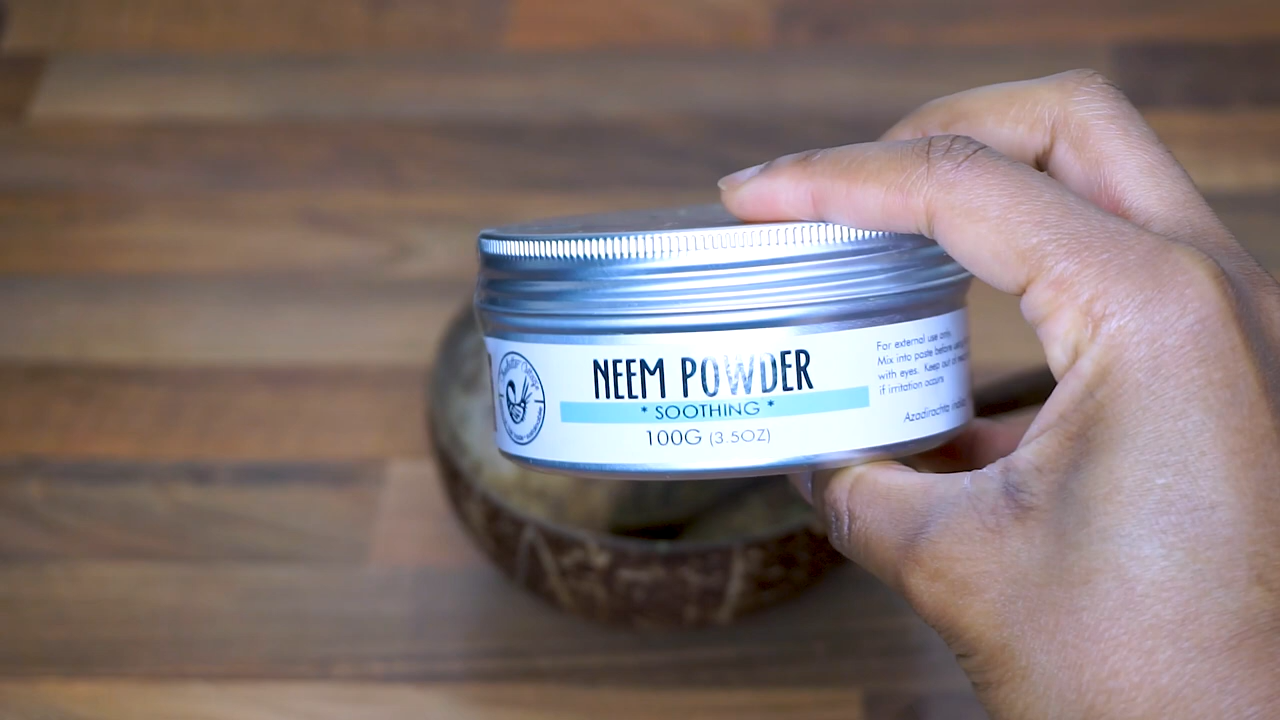 NEEM POWDER
* SOOTHING *
100G (3.5OZ)
For external use only.
Mix into paste before
with eyes. Keep out of
if irritation occurs
Azadirachta